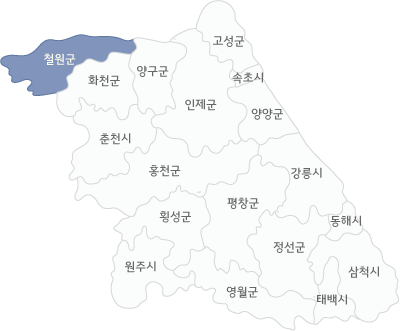 고성군
철원군
양구군
화천군
속초시
인제군
양양군
춘천시
홍천군
강릉시
평창군
횡성군
동해시
정선군
원주시
삼척시
영월군
태백시